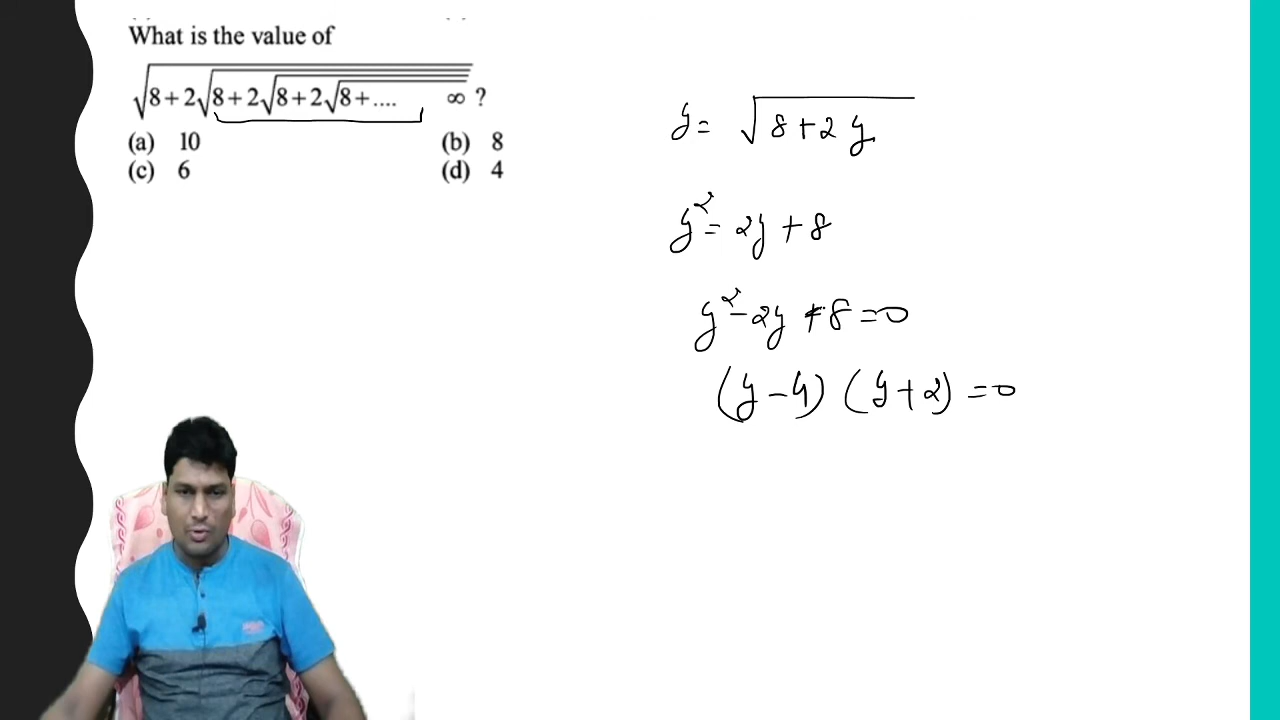 What is the value of
√8+2√8+2√8+2√8+.... ∞ ?
(a) 10 (b) 8
(c) 6 (d) 4
y = √8+2y
y² = 2y + 8
y² - 2y - 8 = 0
(y - 4) (y + 2) = 0